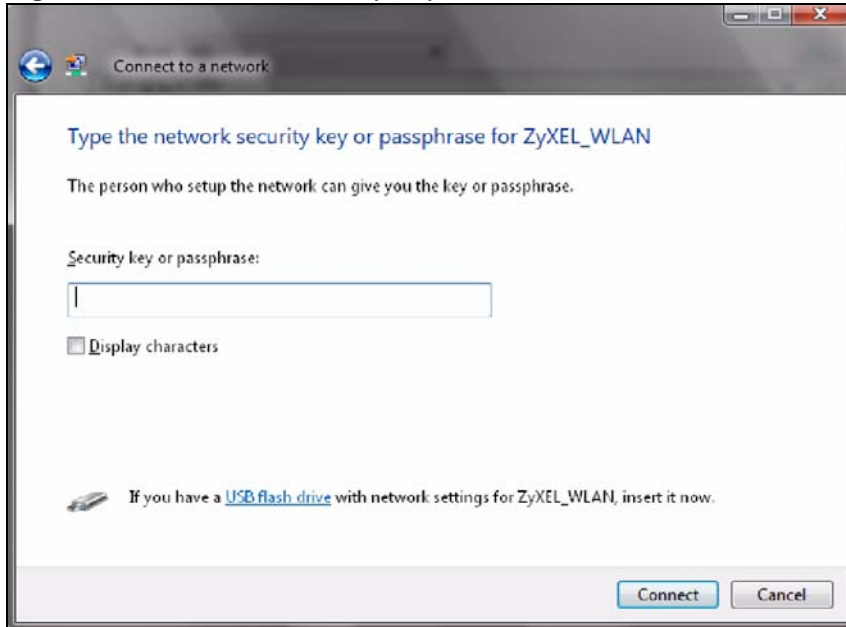 Connect to a network
Type the network security key or passphrase for ZyXEL_WLAN
The person who setup the network can give you the key or passphrase.
Security key or passphrase:
Display characters
If you have a USB flash drive with network settings for ZyXEL_WLAN, insert it now.
Connect
Cancel